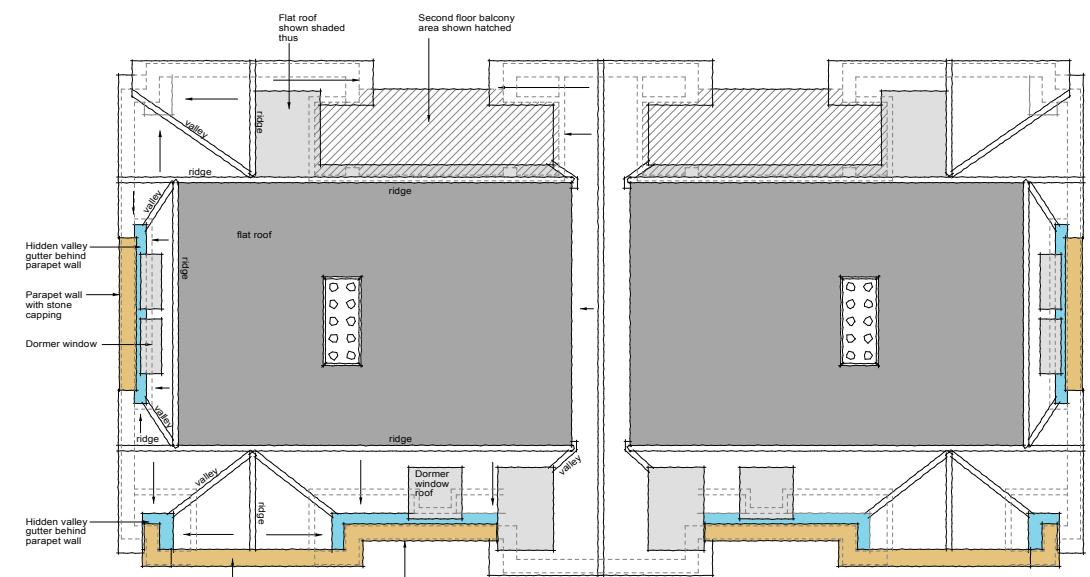 Flat roof
shown shaded
thus
Second floor balcony
area shown hatched
valley
ridge
ridge
ridge
valley
flat roof
ridge
Hidden valley
gutter behind
parapet wall
Parapet wall
with stone
capping
Dormer window
valley
ridge
ridge
valley
valley
Dormer
window
roof
ridge
Hidden valley
gutter behind
parapet wall